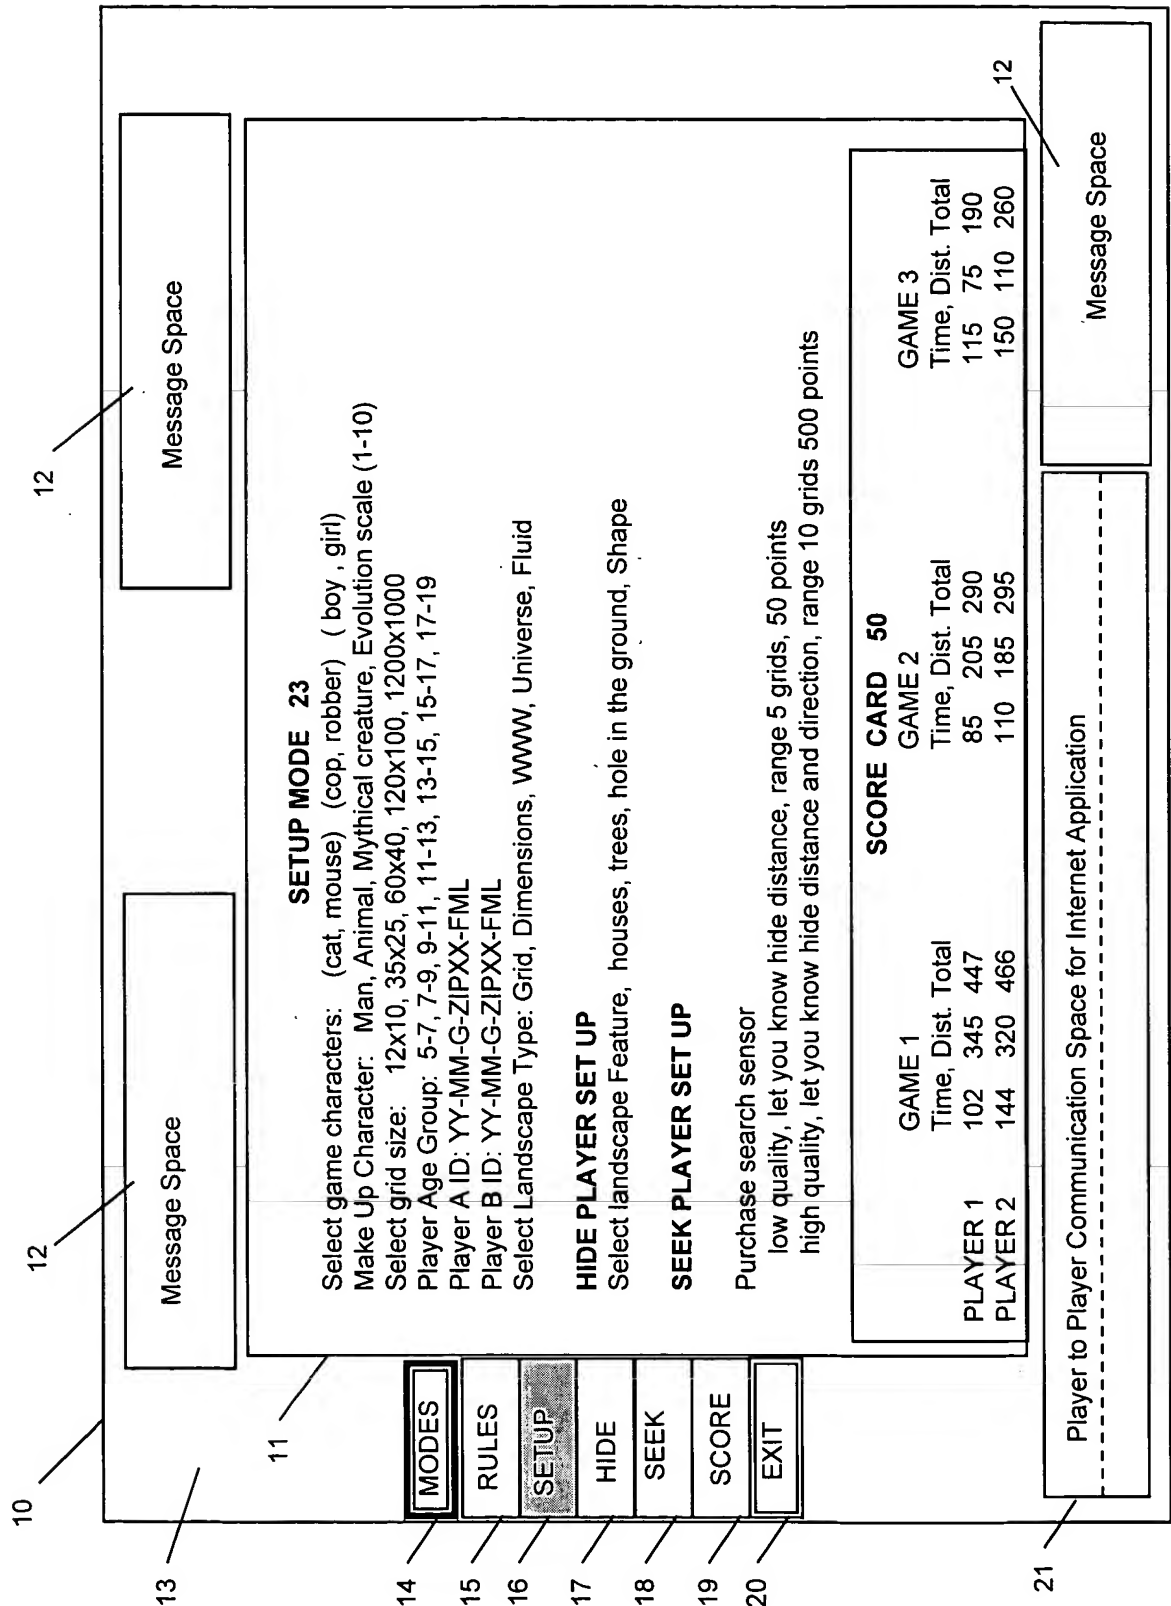 10
12
12
Message Space
Message Space
13
11
SETUP MODE 23
Select game characters: (cat, mouse) (cop, robber) ( boy , girl)
Make Up Character: Man, Animal, Mythical creature, Evolution scale (1-10)
Select grid size: 12x10, 35x25, 60x40, 120x100, 1200x1000
Player Age Group: 5-7, 7-9, 9-11, 11-13, 13-15, 15-17, 17-19
Player A ID: YY-MM-G-ZIPXX-FML
Player B ID: YY-MM-G-ZIPXX-FML
Select Landscape Type: Grid, Dimensions, WWW, Universe, Fluid
HIDE PLAYER SET UP
Select landscape Feature, houses, trees, hole in the ground, Shape
SEEK PLAYER SET UP
Purchase search sensor
low quality, let you know hide distance, range 5 grids, 50 points
high quality, let you know hide distance and direction, range 10 grids 500 points
14 MODES
15 RULES
16 SETUP
17 HIDE
18 SEEK
19 SCORE
20 EXIT
SCORE CARD 50
GAME 1 GAME 2 GAME 3
Time, Dist. Total Time, Dist. Total Time, Dist. Total
PLAYER 1 102 345 447 85 205 290 115 75 190
PLAYER 2 144 320 466 110 185 295 150 110 260
12
21
Player to Player Communication Space for Internet Application
Message Space